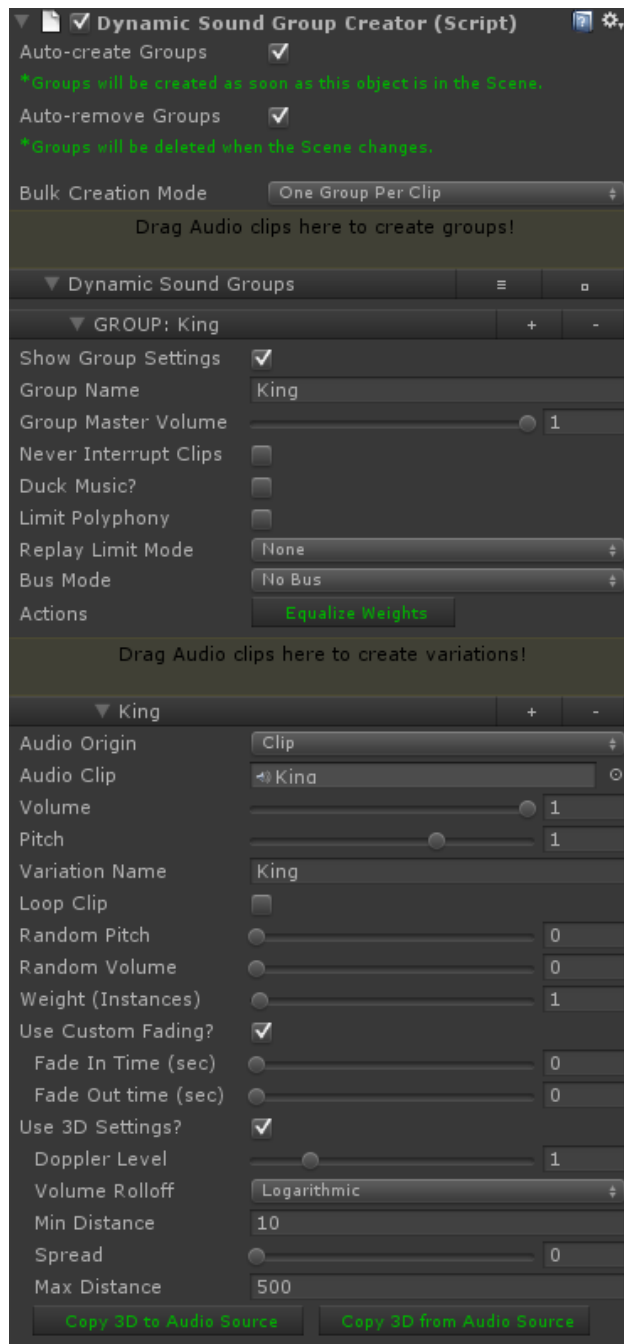 Dynamic Sound Group Creator (Script)
Auto-create Groups
*Groups will be created as soon as this object is in the Scene.
Auto-remove Groups
*Groups will be deleted when the Scene changes.
Bulk Creation Mode One Group Per Clip
Drag Audio clips here to create groups!
Dynamic Sound Groups
GROUP: King + -
Show Group Settings
Group Name King
Group Master Volume 1
Never Interrupt Clips
Duck Music?
Limit Polyphony
Replay Limit Mode None
Bus Mode No Bus
Actions Equalize Weights
Drag Audio clips here to create variations!
King + -
Audio Origin Clip
Audio Clip King
Volume 1
Pitch 1
Variation Name King
Loop Clip
Random Pitch 0
Random Volume 0
Weight (Instances) 1
Use Custom Fading?
Fade In Time (sec) 0
Fade Out time (sec) 0
Use 3D Settings?
Doppler Level 1
Volume Rolloff Logarithmic
Min Distance 10
Spread 0
Max Distance 500
Copy 3D to Audio Source Copy 3D from Audio Source